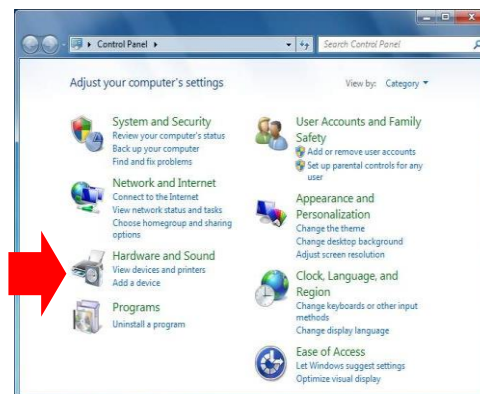 Control Panel
Search Control Panel
Adjust your computer's settings
View by: Category
System and Security
Review your computer's status
Back up your computer
Find and fix problems
Network and Internet
Connect to the Internet
View network status and tasks
Choose homegroup and sharing
options
Hardware and Sound
View devices and printers
Add a device
Programs
Uninstall a program
User Accounts and Family
Safety
Add or remove user accounts
Set up parental controls for any
user
Appearance and
Personalization
Change the theme
Change desktop background
Adjust screen resolution
Clock, Language, and
Region
Change keyboards or other input
methods
Change display language
Ease of Access
Let Windows suggest settings
Optimize visual display